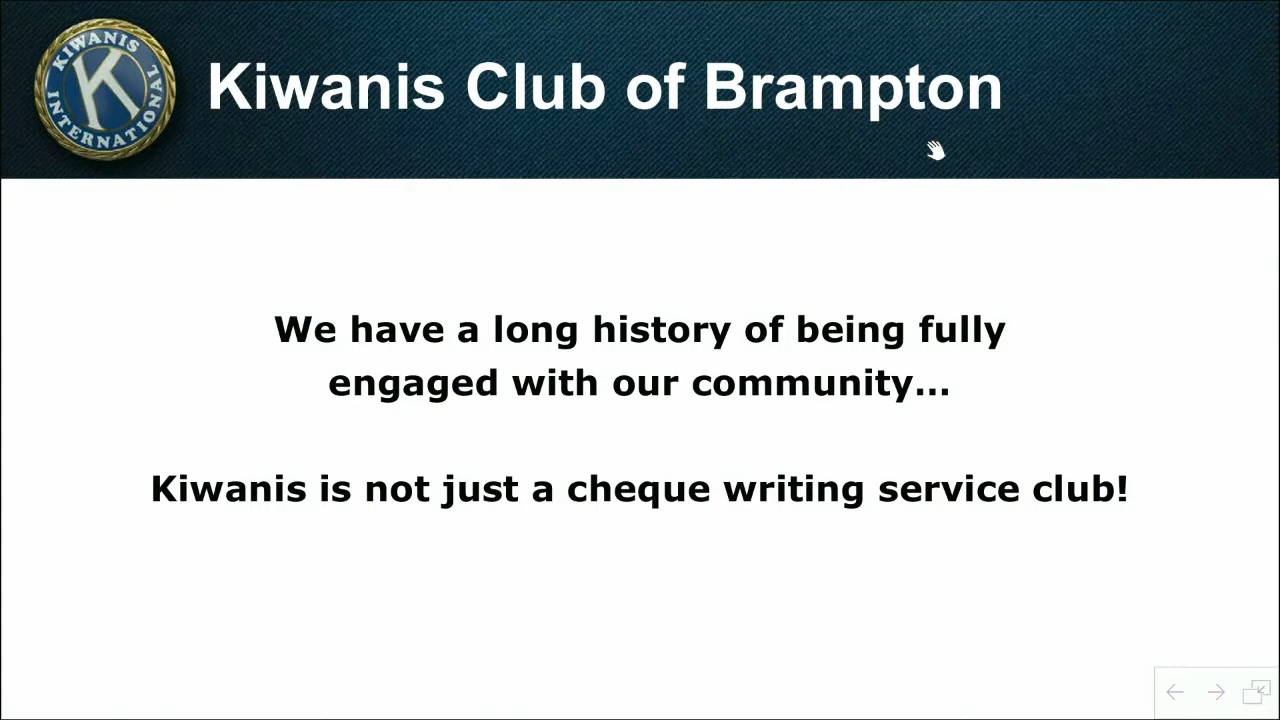 KIWANIS
K
INTERNATIONAL
Kiwanis Club of Brampton
We have a long history of being fully
engaged with our community...
Kiwanis is not just a cheque writing service club!